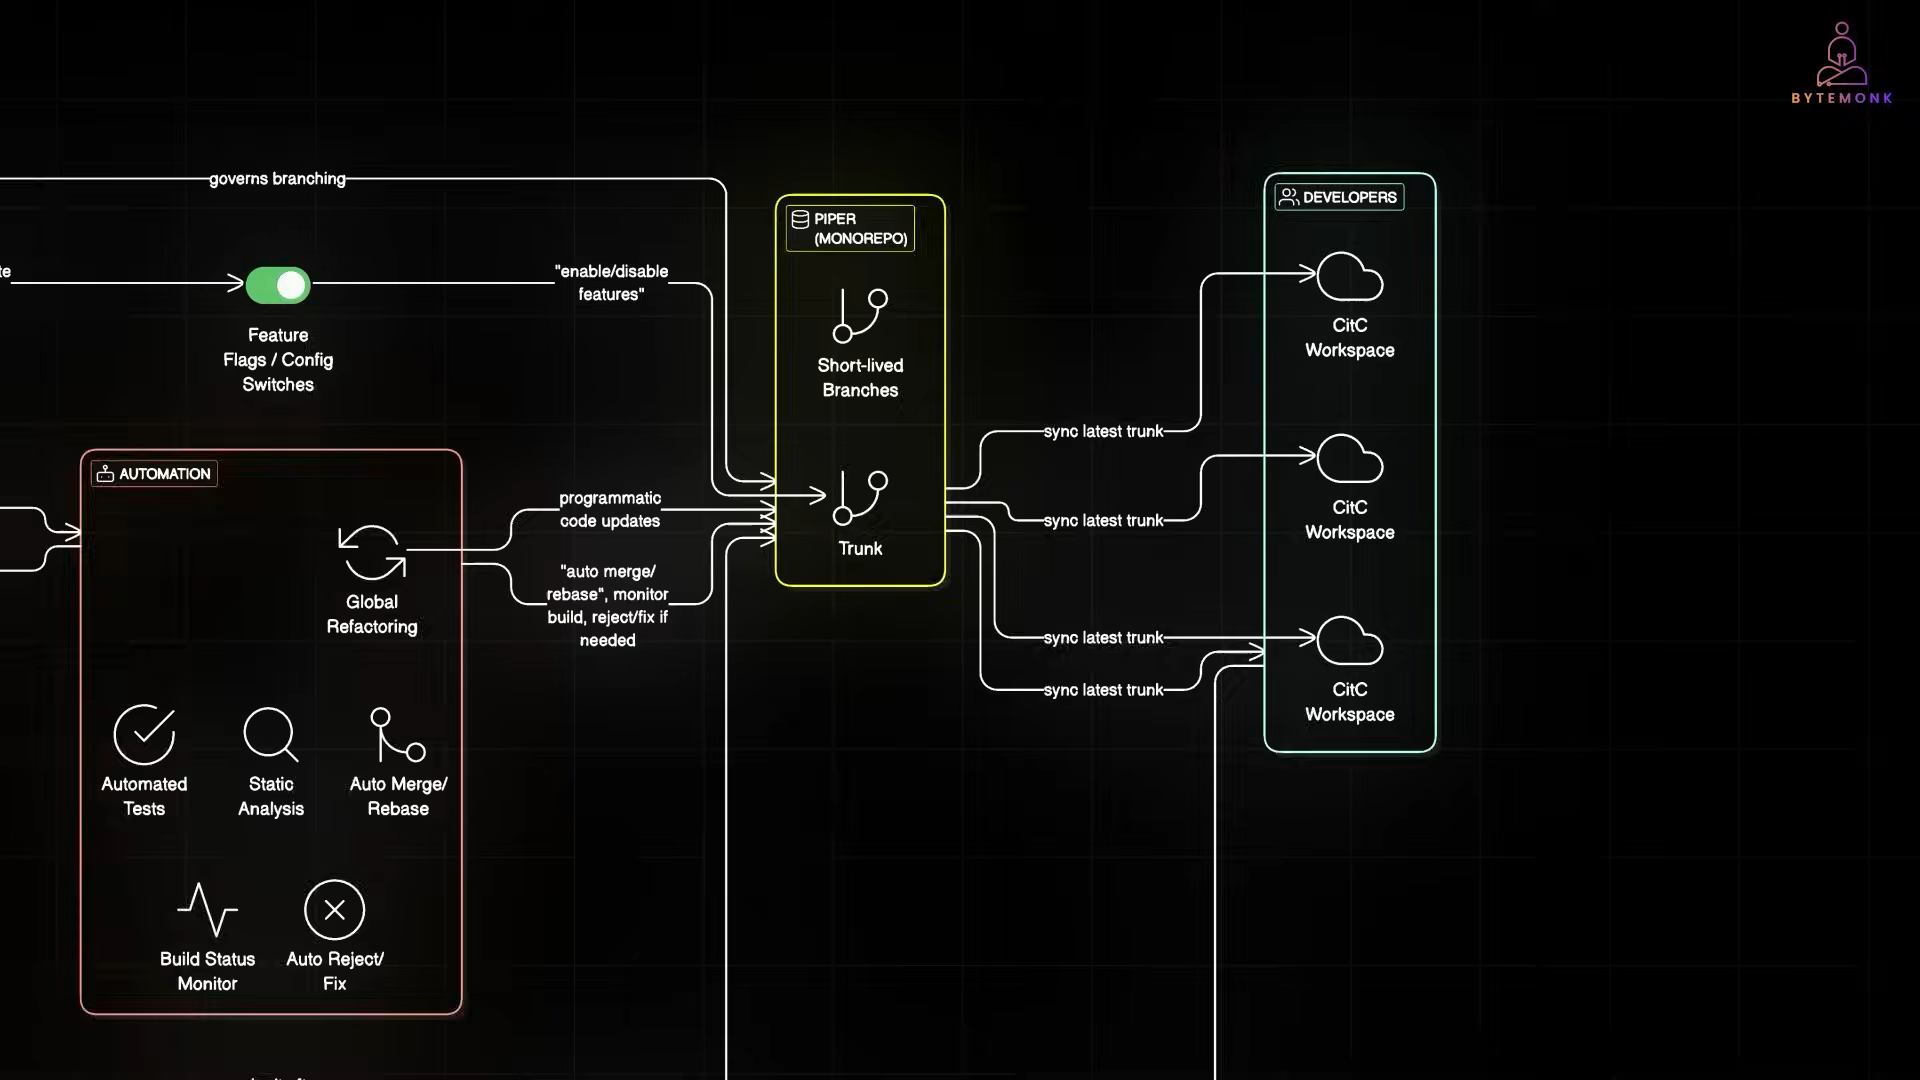 BYTEMONK
governs branching
"enable/disable
features"
Feature
Flags / Config
Switches
PIPER
(MONOREPO)
Short-lived
Branches
Trunk
DEVELOPERS
CitC
Workspace
CitC
Workspace
CitC
Workspace
sync latest trunk
sync latest trunk
sync latest trunk
sync latest trunk
AUTOMATION
programmatic
code updates
"auto merge/
rebase", monitor
build, reject/fix if
needed
Global
Refactoring
Automated
Tests
Static
Analysis
Auto Merge/
Rebase
Build Status
Monitor
Auto Reject/
Fix